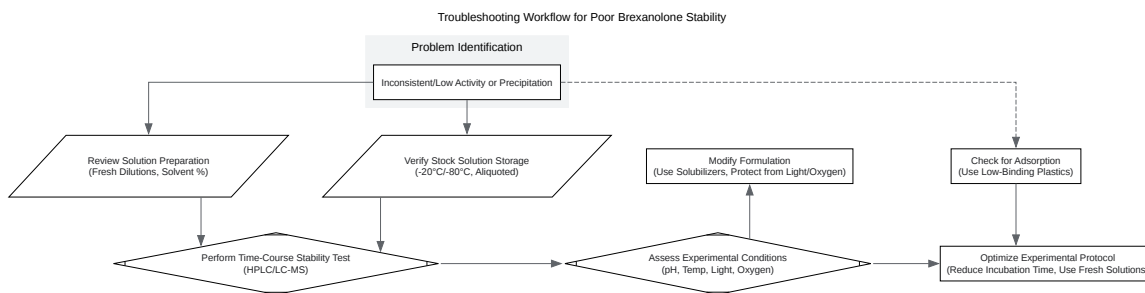 Troubleshooting Workflow for Poor Brexanolone Stability
Problem Identification
Inconsistent/Low Activity or Precipitation
Review Solution Preparation
(Fresh Dilutions, Solvent %)
Verify Stock Solution Storage
(-20°C/-80°C, Aliquoted)
Modify Formulation
(Use Solubilizers, Protect from Light/Oxygen)
Check for Adsorption
(Use Low-Binding Plastics)
Perform Time-Course Stability Test
(HPLC/LC-MS)
Assess Experimental Conditions
(pH, Temp, Light, Oxygen)
Optimize Experimental Protocol
(Reduce Incubation Time, Use Fresh Solutions)